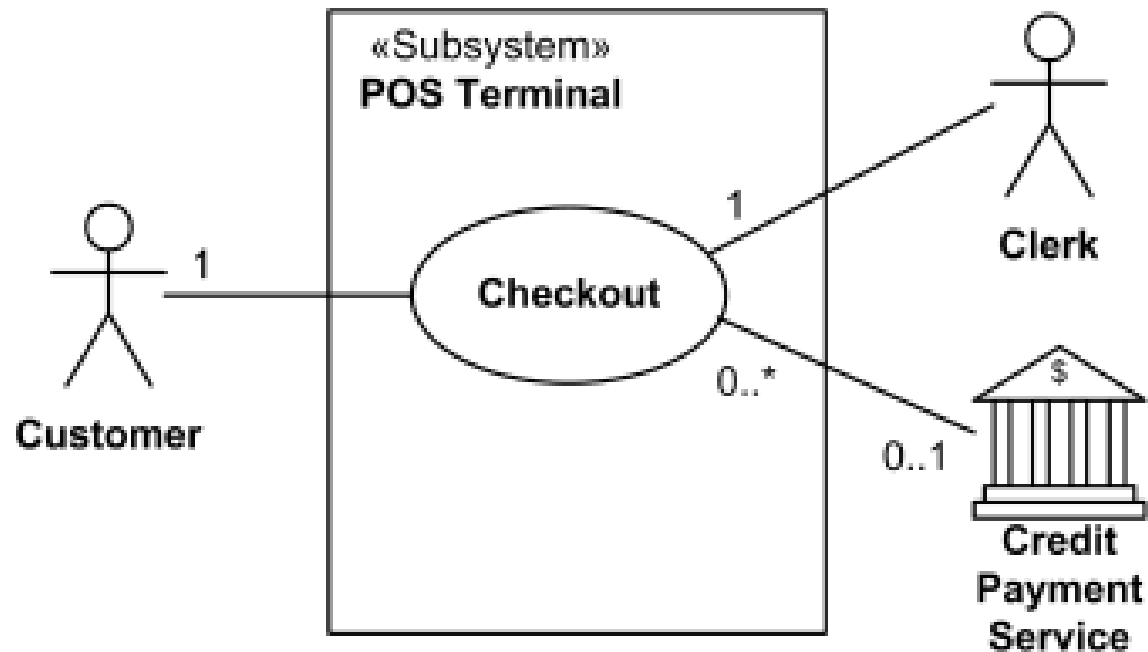 «Subsystem»
POS Terminal
1
Clerk
1
Checkout
Customer
0..*
0..1
$
Credit
Payment
Service